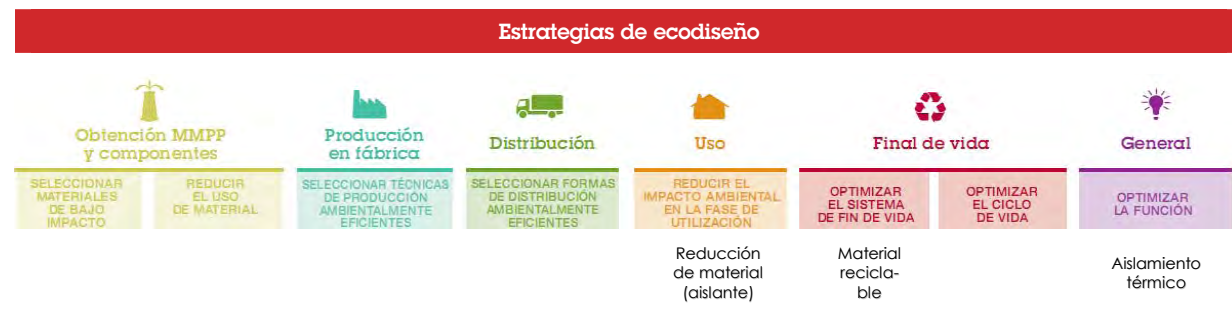 Estrategias de ecodiseño
Obtención MMPP
y componentes
Producción
en fábrica
Distribución
Uso
Final de vida
General
SELECCIONAR
MATERIALES
DE BAJO
IMPACTO
REDUCIR
EL USO
DE MATERIAL
SELECCIONAR TÉCNICAS
DE PRODUCCIÓN
AMBIENTALMENTE
EFICIENTES
SELECCIONAR FORMAS
DE DISTRIBUCIÓN
AMBIENTALMENTE
EFICIENTES
REDUCIR EL
IMPACTO AMBIENTAL
EN LA FASE DE
UTILIZACIÓN
OPTIMIZAR
EL SISTEMA
DE FIN DE VIDA
OPTIMIZAR
EL CICLO
DE VIDA
OPTIMIZAR
LA FUNCIÓN
Reducción
de material
(aislante)
Material
recicla-
ble
Aislamiento
térmico